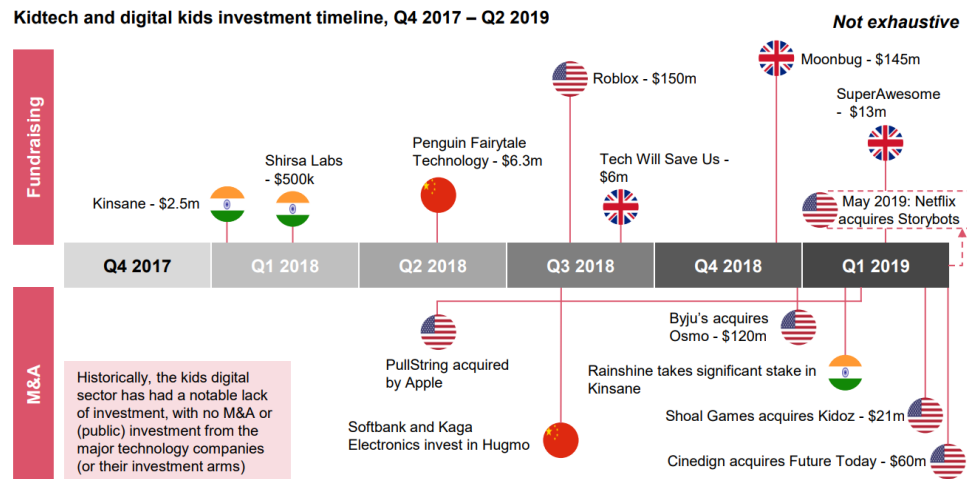 Kidtech and digital kids investment timeline, Q4 2017 – Q2 2019
Not exhaustive
Fundraising
Kinsane - $2.5m
Shirsa Labs
- $500k
Penguin Fairytale
Technology - $6.3m
Roblox - $150m
Tech Will Save Us -
$6m
Moonbug - $145m
SuperAwesome
- $13m
May 2019: Netflix
acquires Storybots
Q4 2017
Q1 2018
Q2 2018
Q3 2018
Q4 2018
Q1 2019
M&A
Historically, the kids digital
sector has had a notable lack
of investment, with no M&A or
(public) investment from the
major technology companies
(or their investment arms)
PullString acquired
by Apple
Softbank and Kaga
Electronics invest in Hugmo
Byju's acquires
Osmo - $120m
Rainshine takes significant stake in
Kinsane
Shoal Games acquires Kidoz - $21m
Cinedign acquires Future Today - $60m